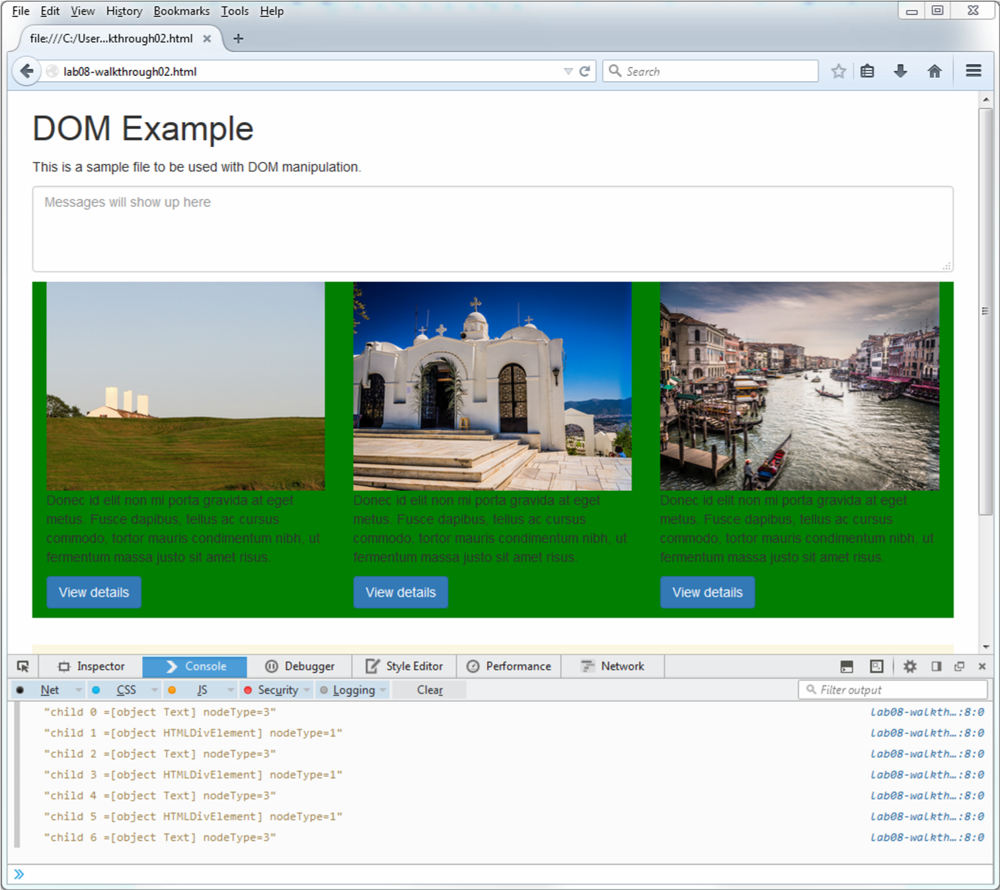 File Edit View History Bookmarks Tools Help
file:///C:/User...kthrough02.html
lab08-walkthrough02.html Search
DOM Example
This is a sample file to be used with DOM manipulation.
Messages will show up here
Donec id elit non mi porta gravida at eget
metus. Fusce dapibus, tellus ac cursus
commodo, tortor mauris condimentum nibh, ut
fermentum massa justo sit amet risus.
View details
Donec id elit non mi porta gravida at eget
metus. Fusce dapibus, tellus ac cursus
commodo, tortor mauris condimentum nibh, ut
fermentum massa justo sit amet risus.
View details
Donec id elit non mi porta gravida at eget
metus. Fusce dapibus, tellus ac cursus
commodo, tortor mauris condimentum nibh, ut
fermentum massa justo sit amet risus.
View details
Inspector Console Debugger Style Editor Performance Network
Net CSS JS Security Logging Clear Filter output
"child 0 =[object Text] nodeType=3" lab08-walkth…:8:0
"child 1 =[object HTMLDivElement] nodeType=1" lab08-walkth…:8:0
"child 2 =[object Text] nodeType=3" lab08-walkth…:8:0
"child 3 =[object HTMLDivElement] nodeType=1" lab08-walkth…:8:0
"child 4 =[object Text] nodeType=3" lab08-walkth…:8:0
"child 5 =[object HTMLDivElement] nodeType=1" lab08-walkth…:8:0
"child 6 =[object Text] nodeType=3" lab08-walkth…:8:0